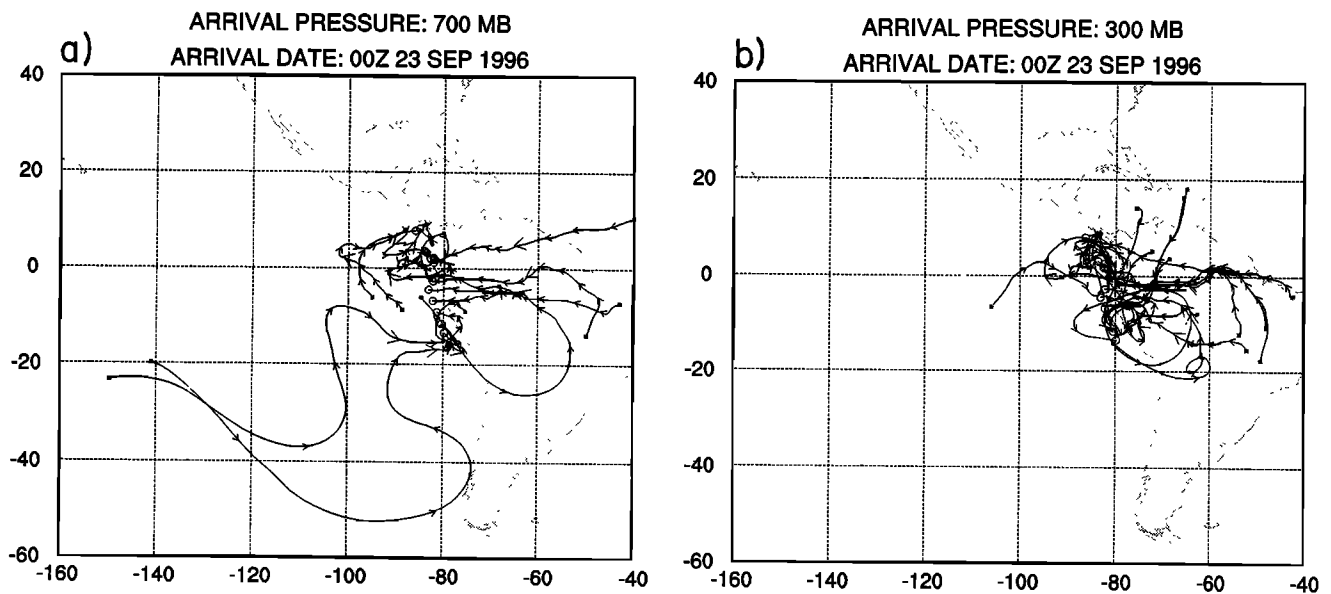 ARRIVAL PRESSURE: 700 MB
a)
ARRIVAL DATE: 00Z 23 SEP 1996
40
20
0
-20
-40
-60
-160 -140 -120 -100 -80 -60 -40
ARRIVAL PRESSURE: 300 MB
b)
ARRIVAL DATE: 00Z 23 SEP 1996
40
20
0
-20
-40
-60
-160 -140 -120 -100 -80 -60 -40